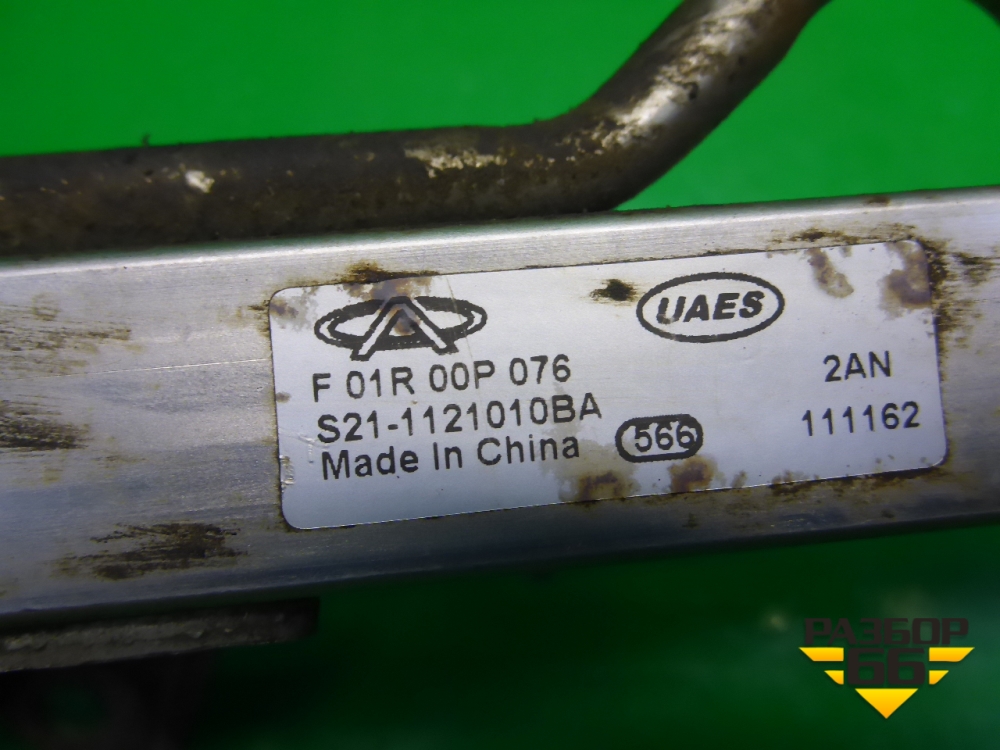 UAES
F 01R 00P 076
2AN
S21-1121010BA
566
111162
Made In China
РАЗБОР
66